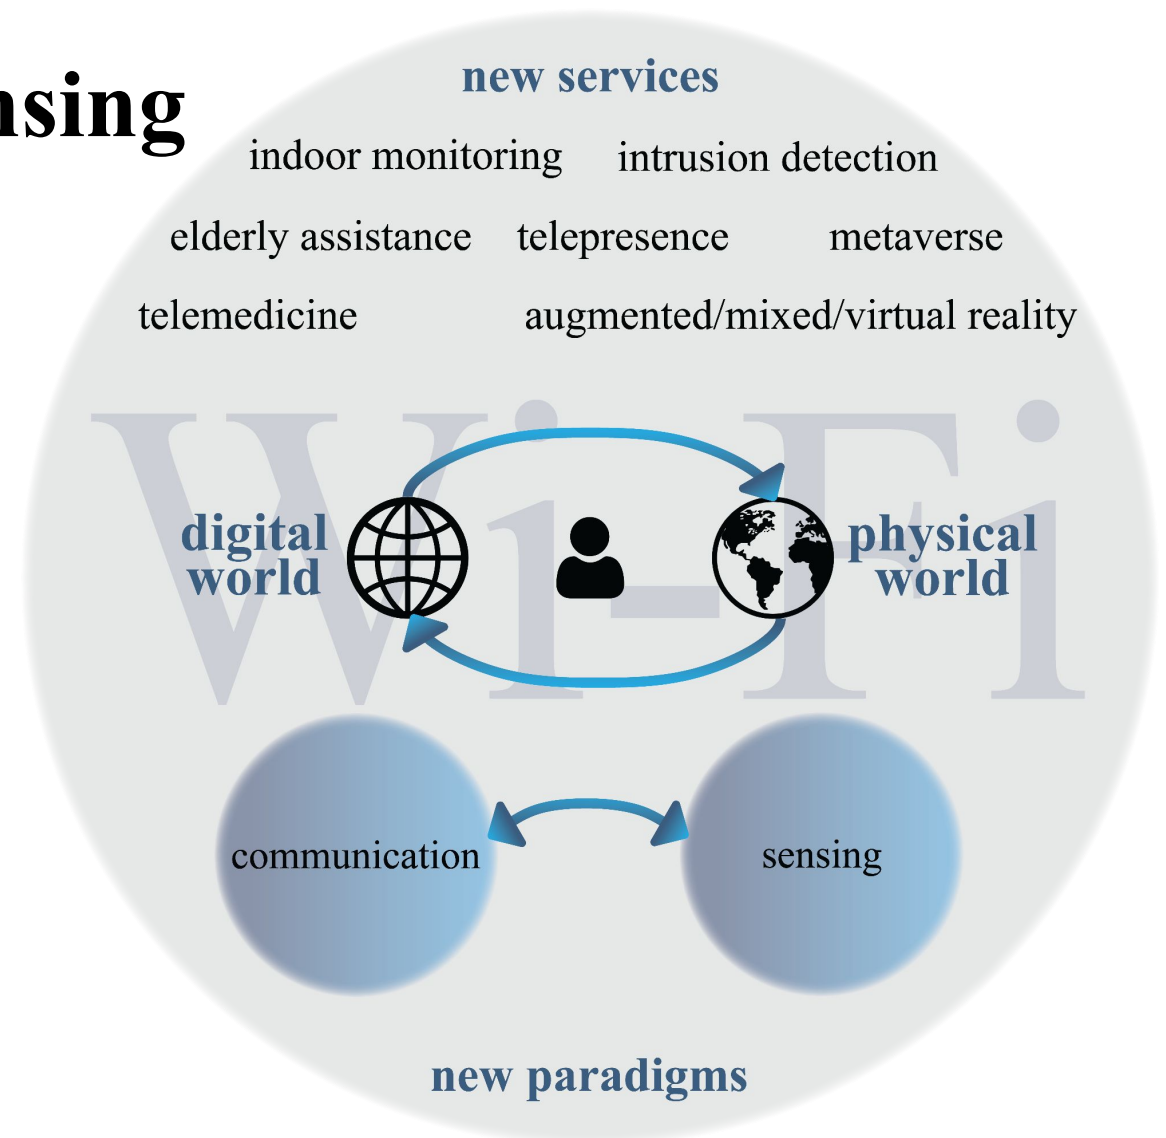 nsing
new services
indoor monitoring intrusion detection
elderly assistance telepresence metaverse
telemedicine augmented/mixed/virtual reality
Wi-Fi
digital world
physical world
communication
sensing
new paradigms